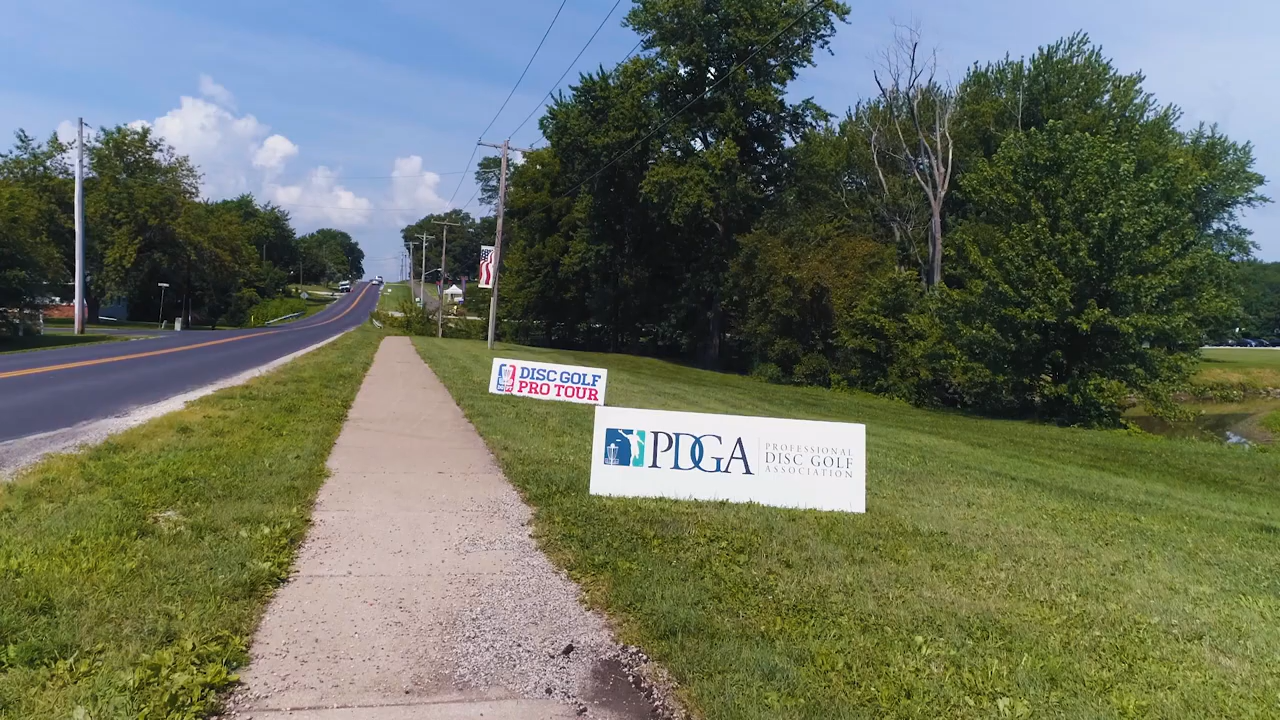 DISC GOLF
PRO TOUR
PDGA
PROFESSIONAL
DISC GOLF
ASSOCIATION